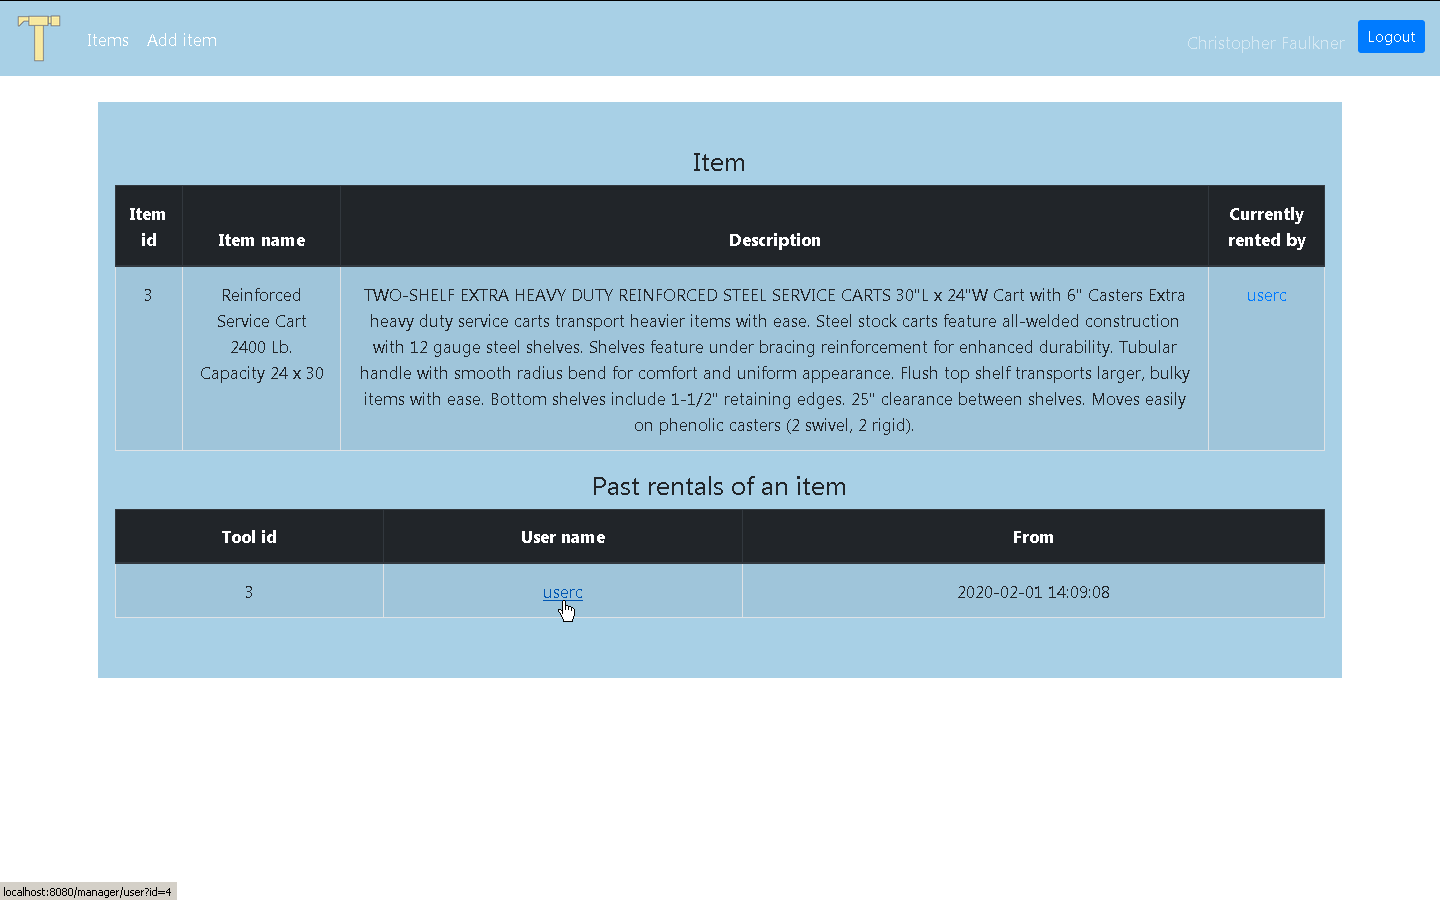 Items Add item Christopher Faulkner Logout
Item
Item id Item name Description Currently rented by
3 Reinforced Service Cart 2400 Lb. Capacity 24 x 30
TWO-SHELF EXTRA HEAVY DUTY REINFORCED STEEL SERVICE CARTS 30"L x 24"W Cart with 6" Casters Extra
heavy duty service carts transport heavier items with ease. Steel stock carts feature all-welded construction
with 12 gauge steel shelves. Shelves feature under bracing reinforcement for enhanced durability. Tubular
handle with smooth radius bend for comfort and uniform appearance. Flush top shelf transports larger, bulky
items with ease. Bottom shelves include 1-1/2" retaining edges. 25" clearance between shelves. Moves easily
on phenolic casters (2 swivel, 2 rigid).
userc
Past rentals of an item
Tool id User name From
3 userc 2020-02-01 14:09:08
localhost:8080/manager/user?id=4